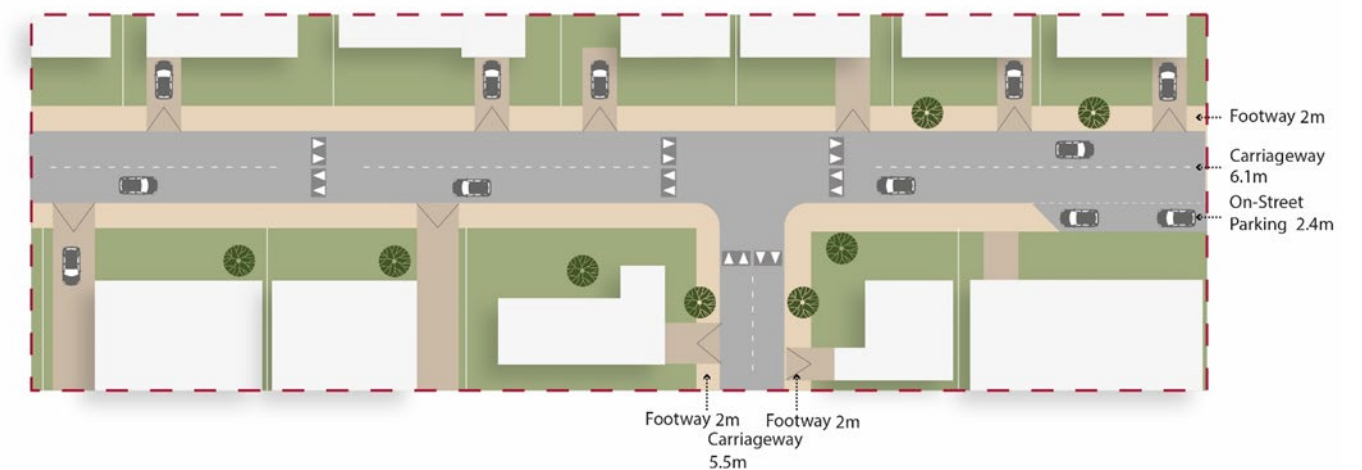 Footway 2m
Carriageway
6.1m
On-Street
Parking 2.4m
Footway 2m
Footway 2m
Carriageway
5.5m